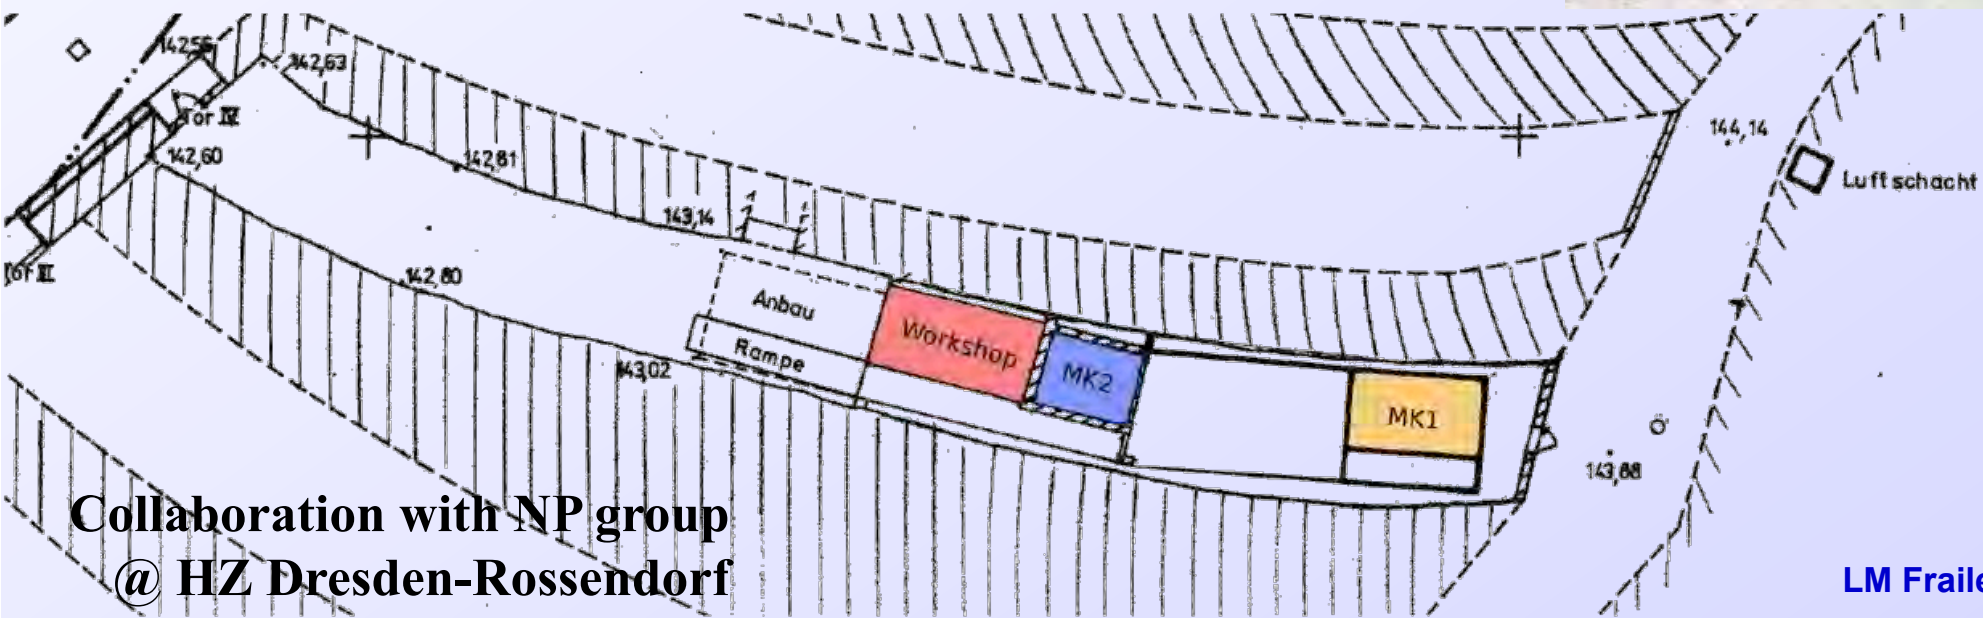 142,56
142,63
Tor IV
142,60
142,81
144,14
Luftschacht
143,14
Tor III
142,80
Anbau
Workshop
Rampe
MK2
143,02
MK1
143,88
Collaboration with NP group
@ HZ Dresden-Rossendorf
LM Fraile